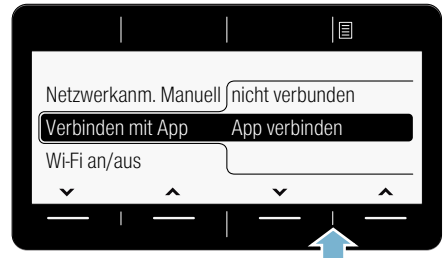 Netzwerkanm. Manuell nicht verbunden
Verbinden mit App App verbinden
Wi-Fi an/aus